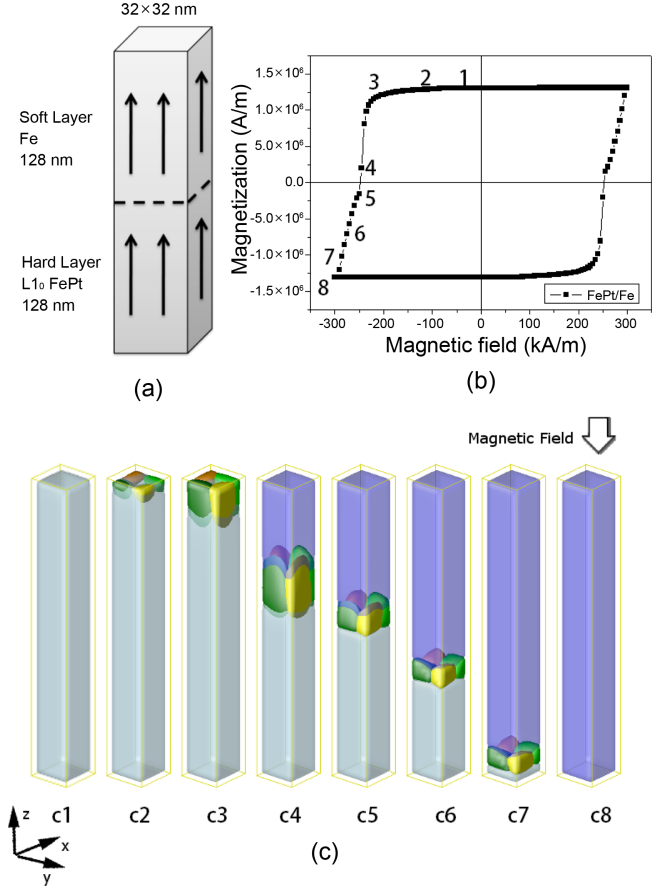 32×32 nm
Soft Layer
Fe
128 nm
Hard Layer
L1₀ FePt
128 nm
(a)
Magnetization (A/m)
1.5×10⁶
1.0×10⁶
5.0×10⁶
0.0
-5.0×10⁶
-1.0×10⁶
-1.5×10⁶
1
2
3
4
5
6
7
8
FePt/Fe
-300 -200 -100 0 100 200 300
Magnetic field (kA/m)
(b)
Magnetic Field
c1 c2 c3 c4 c5 c6 c7 c8
z
x
y
(c)